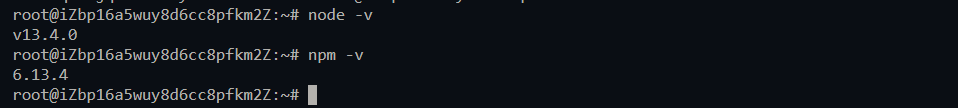 root@iZbp16a5wuy8d6cc8pfkm2Z:~# node -v
v13.4.0
root@iZbp16a5wuy8d6cc8pfkm2Z:~# npm -v
6.13.4
root@iZbp16a5wuy8d6cc8pfkm2Z:~#